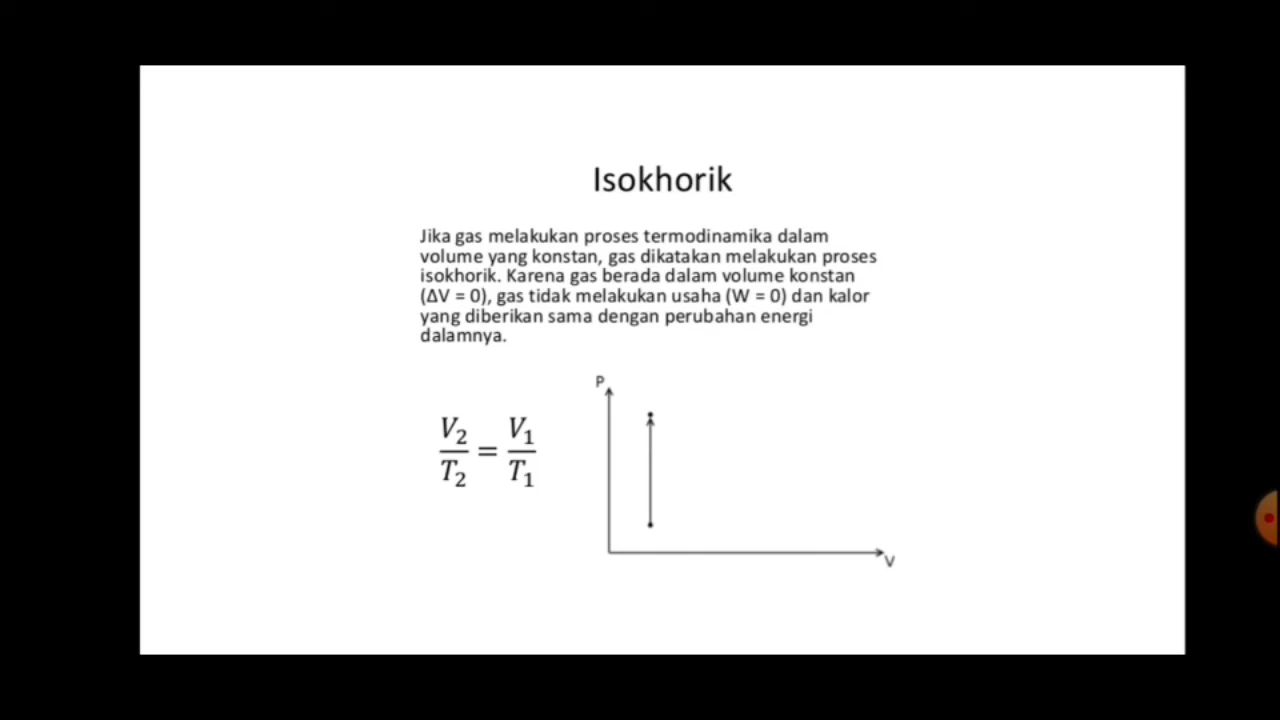 Isokhorik
Jika gas melakukan proses termodinamika dalam
volume yang konstan, gas dikatakan melakukan proses
isokhorik. Karena gas berada dalam volume konstan
(ΔV = 0), gas tidak melakukan usaha (W = 0) dan kalor
yang diberikan sama dengan perubahan energi
dalamnya.
P
V₂/T₂ = V₁/T₁
V